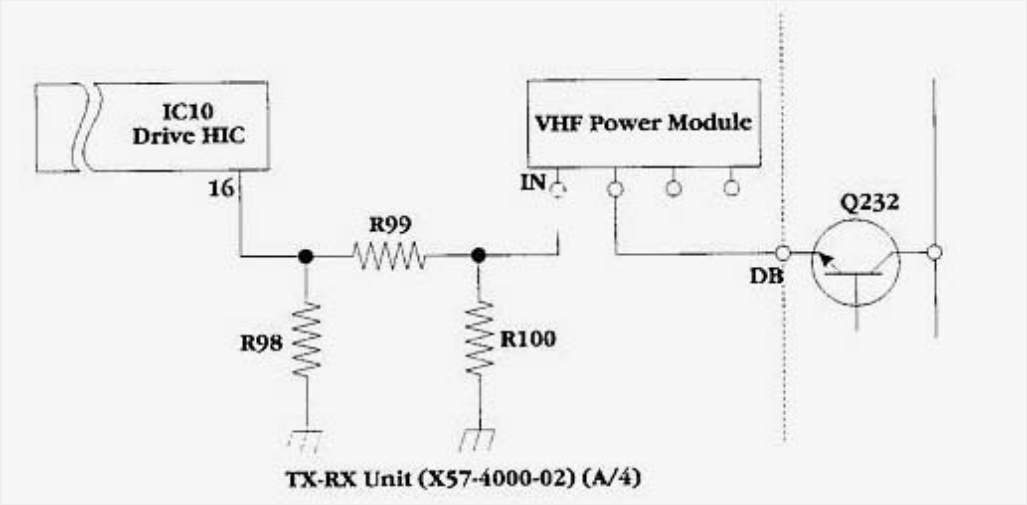 IC10
Drive HIC
16
VHF Power Module
IN
R99
Q232
DB
R98
R100
TX-RX Unit (X57-4000-02) (A/4)